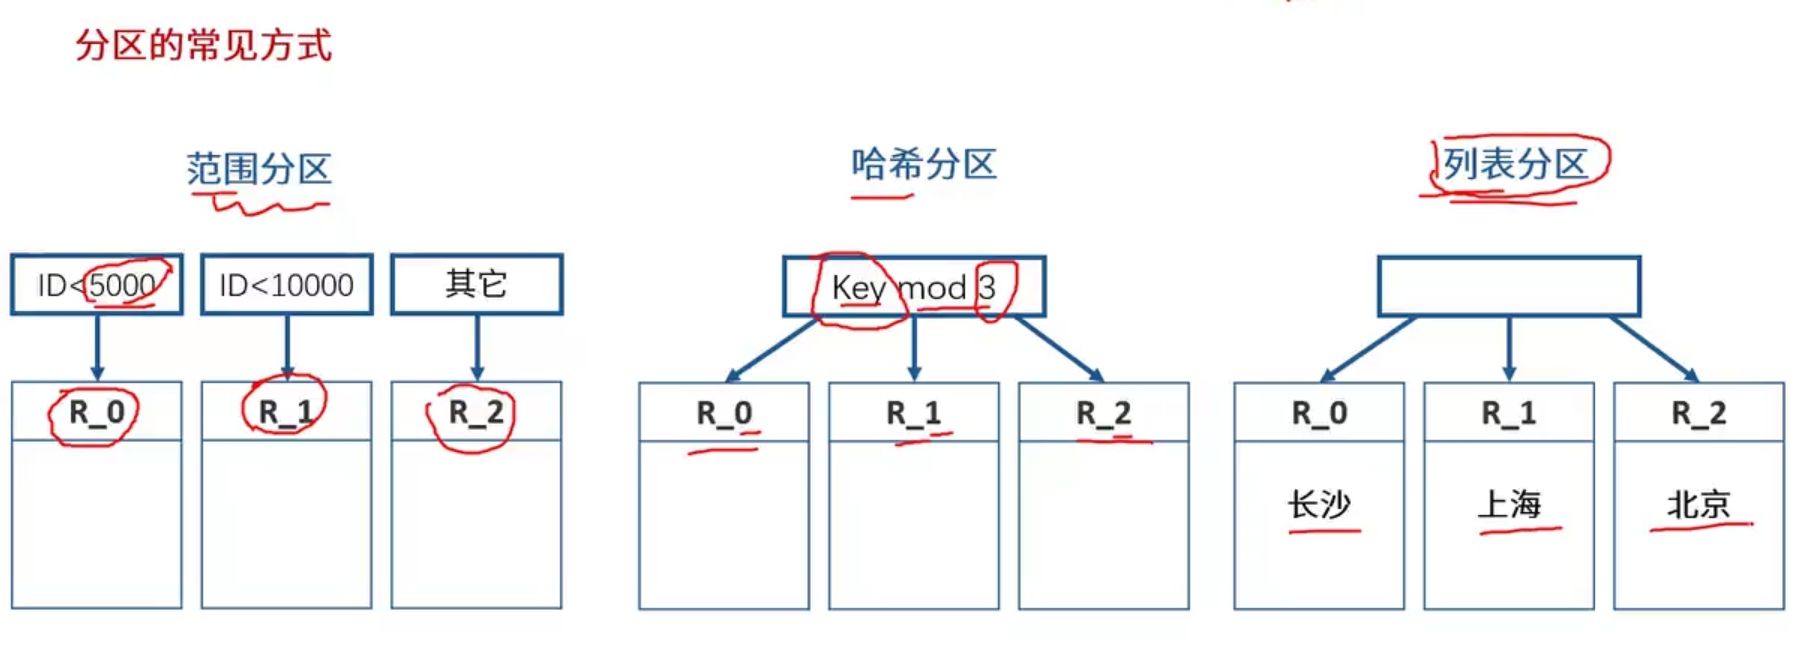 分区的常见方式
范围分区
哈希分区
列表分区
ID<5000
ID<10000
其它
Key mod 3
R_0
R_1
R_2
R_0
R_1
R_2
R_0
R_1
R_2
长沙
上海
北京